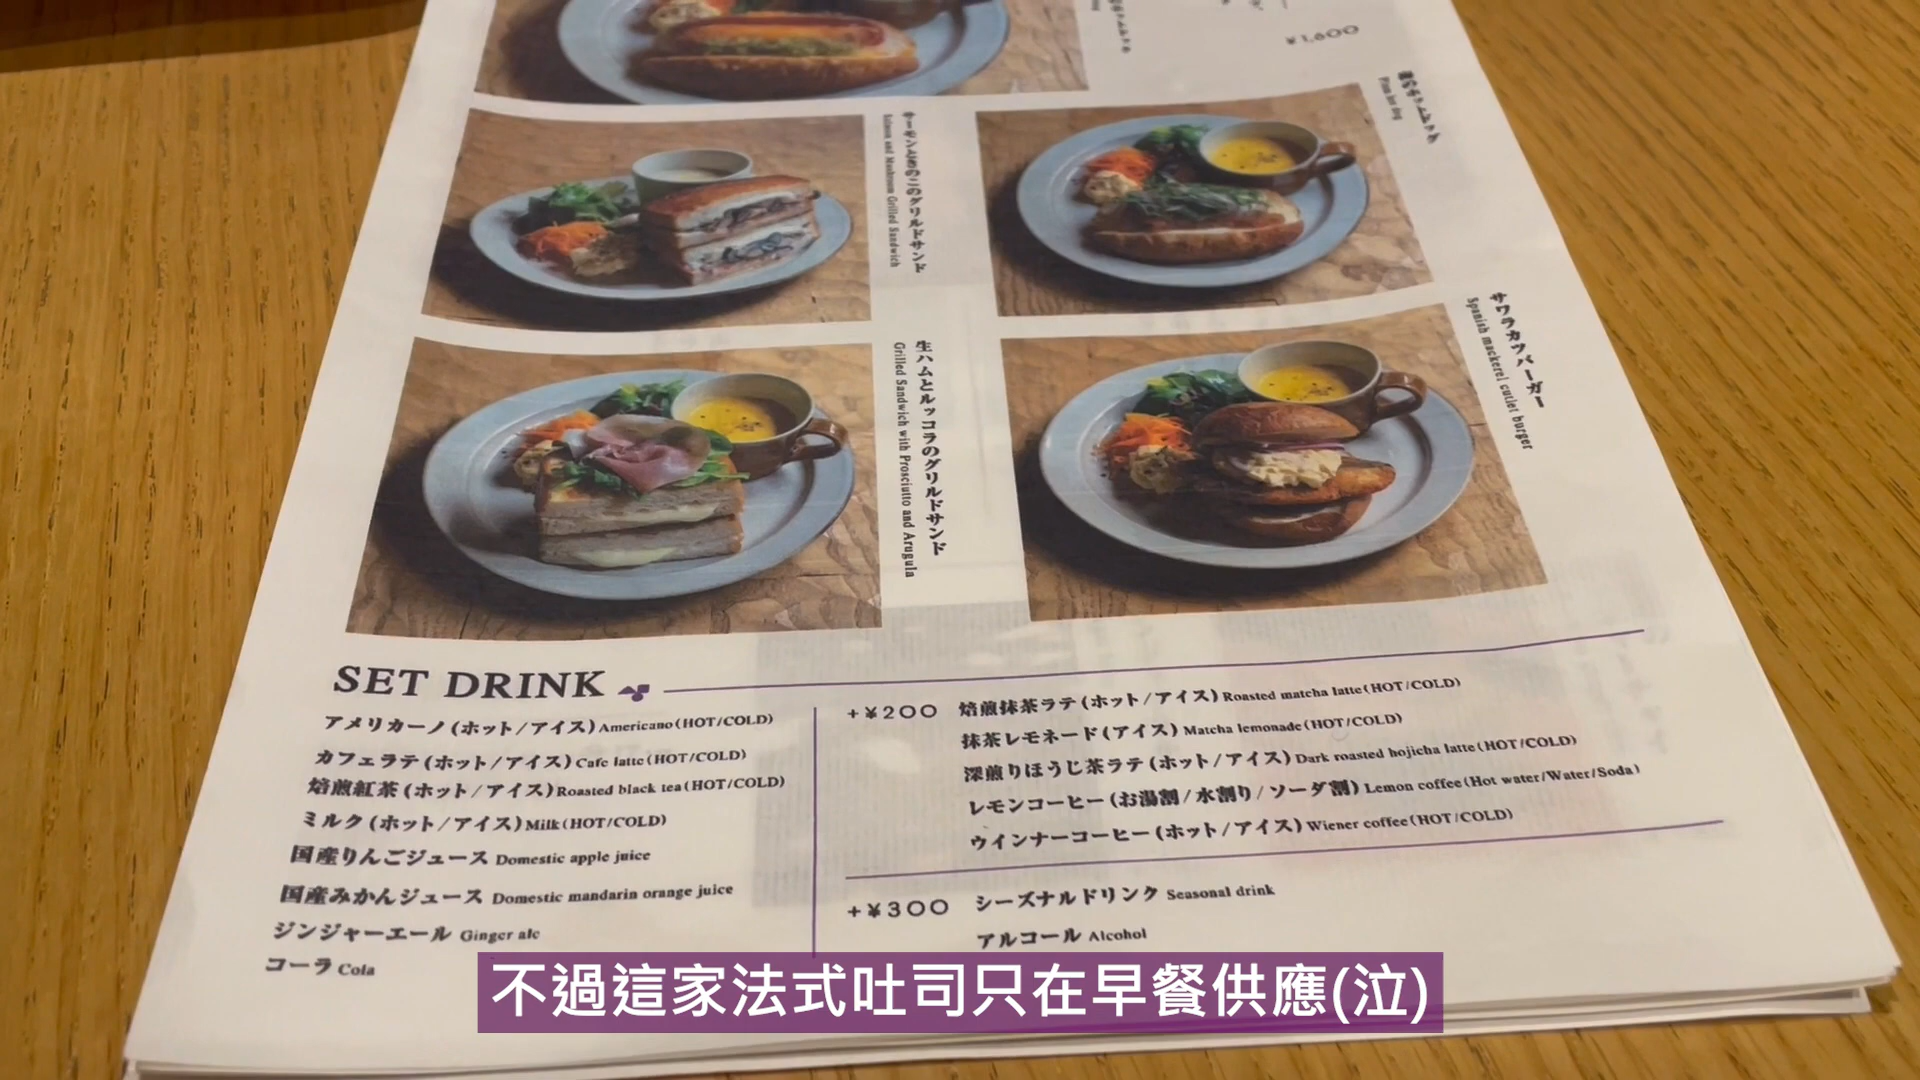 ¥1,600
Salmon and Mushroom Grilled Sandwich
生ハムとルッコラのグリルドサンド
Grilled Sandwich with Prosciutto and Arugula
サワラカツバーガー
Spanish mackerel cutlet burger
SET DRINK
アメリカーノ(ホット/アイス) Americano(HOT/COLD)
カフェラテ(ホット/アイス) Cafe latte(HOT/COLD)
焙煎紅茶(ホット/アイス) Roasted black tea(HOT/COLD)
ミルク(ホット/アイス) Milk(HOT/COLD)
国産りんごジュース Domestic apple juice
国産みかんジュース Domestic mandarin orange juice
ジンジャーエール Ginger ale
コーラ Cola
+¥200 焙煎抹茶ラテ(ホット/アイス) Roasted matcha latte(HOT/COLD)
抹茶レモネード(アイス) Matcha lemonade(HOT/COLD)
深煎りほうじ茶ラテ(ホット/アイス) Dark roasted hojicha latte(HOT/COLD)
レモンコーヒー(お湯割/水割り/ソーダ割) Lemon coffee(Hot water/Water/Soda)
ウインナーコーヒー(ホット/アイス) Wiener coffee(HOT/COLD)
+¥300 シーズナルドリンク Seasonal drink
アルコール Alcohol
不過這家法式吐司只在早餐供應(泣)